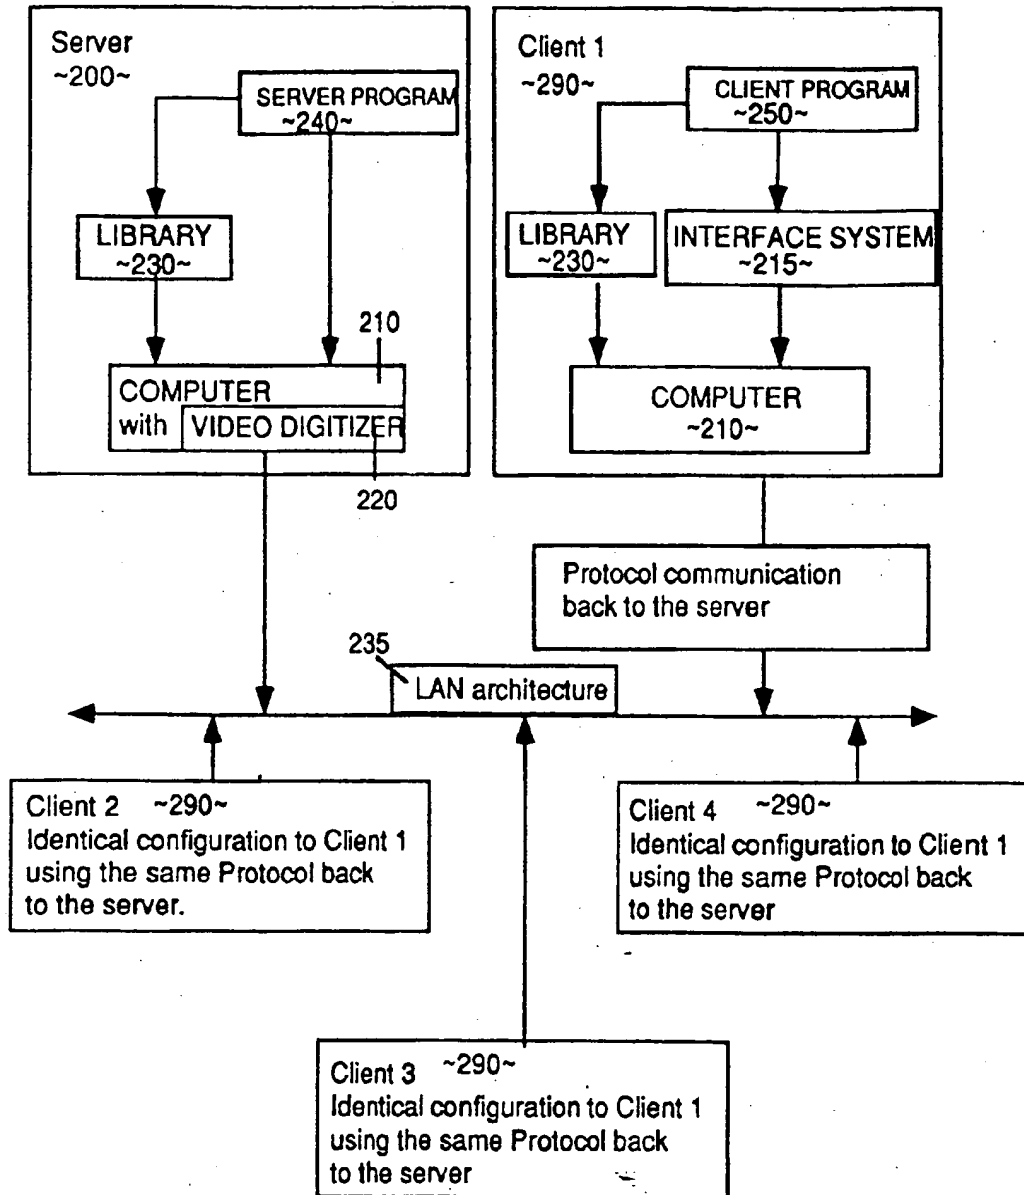 Server
~200~
SERVER PROGRAM
~240~
LIBRARY
~230~
210
COMPUTER
with VIDEO DIGITIZER
220
Client 1
~290~
CLIENT PROGRAM
~250~
LIBRARY
~230~
INTERFACE SYSTEM
~215~
COMPUTER
~210~
Protocol communication
back to the server
235
LAN architecture
Client 2 ~290~
Identical configuration to Client 1
using the same Protocol back
to the server.
Client 4 ~290~
Identical configuration to Client 1
using the same Protocol back
to the server
Client 3 ~290~
Identical configuration to Client 1
using the same Protocol back
to the server